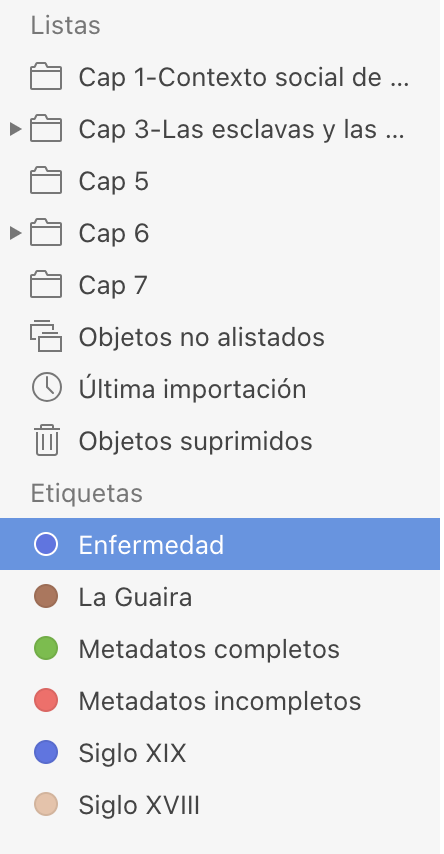 Listas
Cap 1-Contexto social de ...
Cap 3-Las esclavas y las ...
Cap 5
Cap 6
Cap 7
Objetos no alistados
Última importación
Objetos suprimidos
Etiquetas
Enfermedad
La Guaira
Metadatos completos
Metadatos incompletos
Siglo XIX
Siglo XVIII